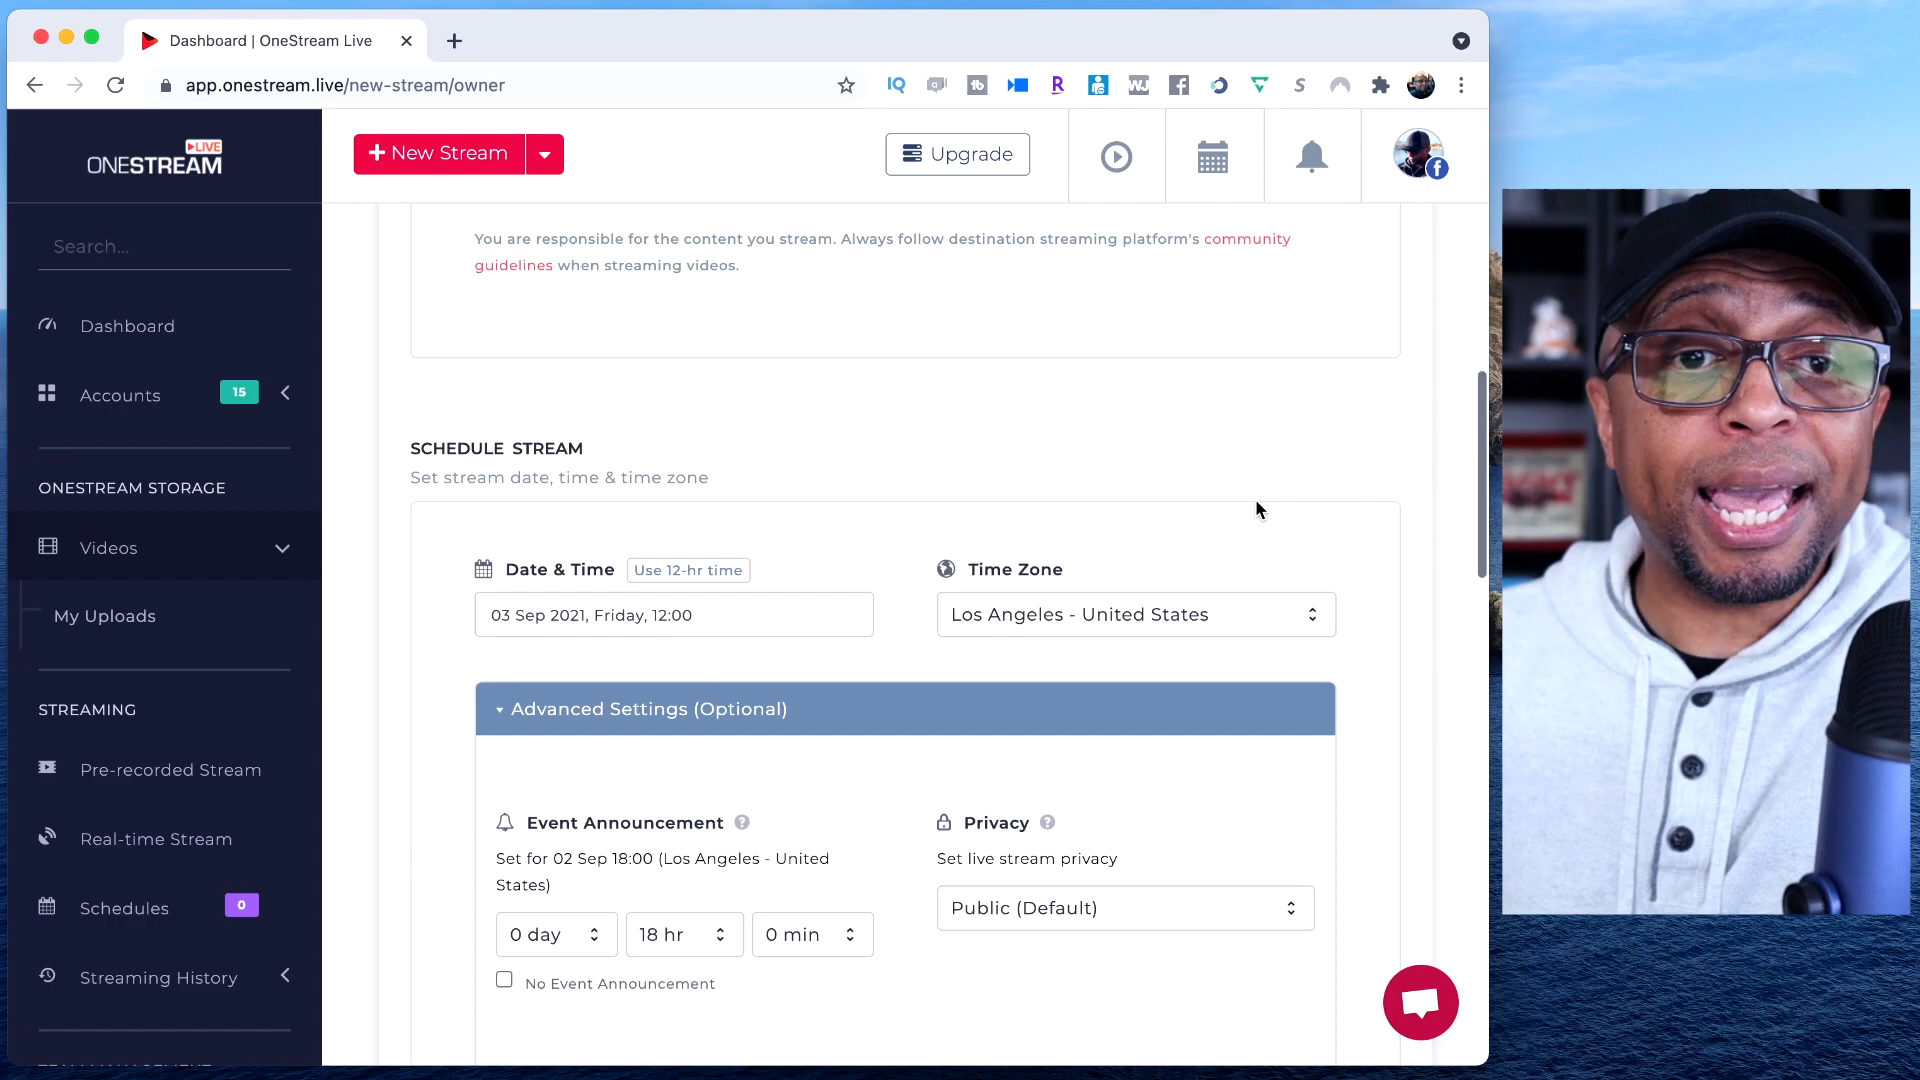 Dashboard | OneStream Live
app.onestream.live/new-stream/owner
LIVE
ONESTREAM
+ New Stream
Upgrade
Search...
Dashboard
Accounts
15
ONESTREAM STORAGE
Videos
My Uploads
STREAMING
Pre-recorded Stream
Real-time Stream
Schedules
0
Streaming History
You are responsible for the content you stream. Always follow destination streaming platform's community
guidelines when streaming videos.
SCHEDULE STREAM
Set stream date, time & time zone
Date & Time
Use 12-hr time
03 Sep 2021, Friday, 12:00
Time Zone
Los Angeles - United States
Advanced Settings (Optional)
Event Announcement
Set for 02 Sep 18:00 (Los Angeles - United
States)
0 day
18 hr
0 min
No Event Announcement
Privacy
Set live stream privacy
Public (Default)